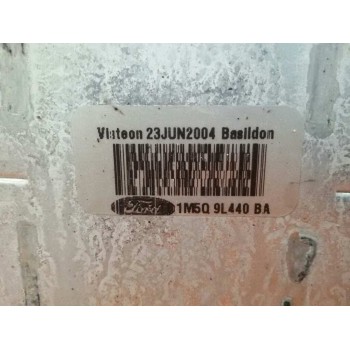 Visteon 23JUN2004 Basildon
Ford 1M5Q 9L440 BA